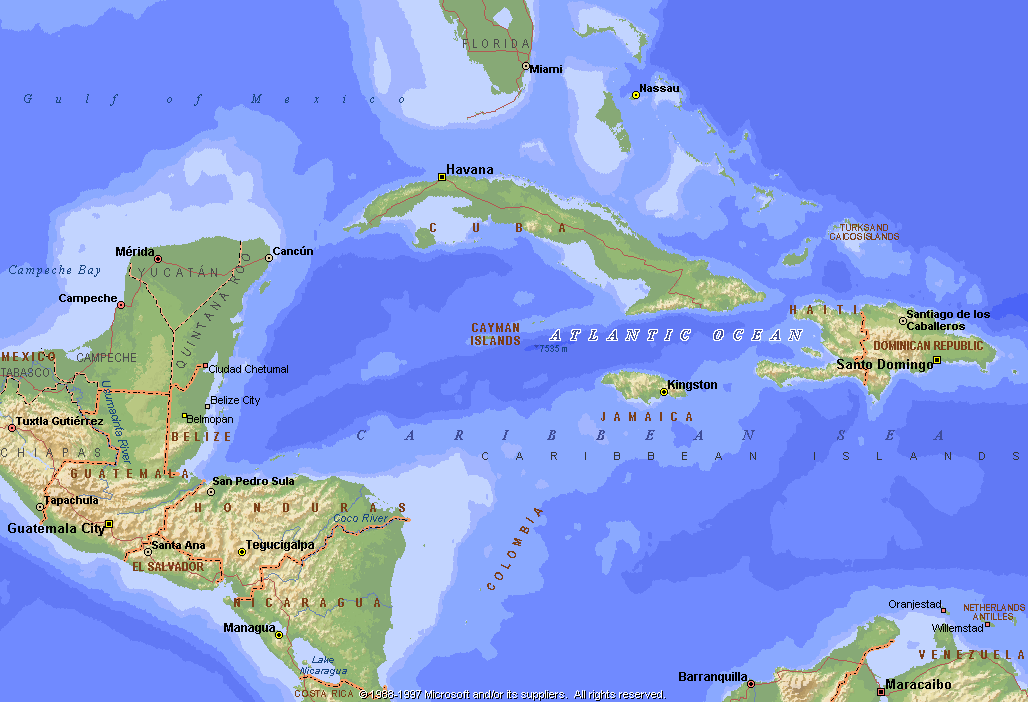 FLORIDA
Miami
Nassau
Gulf of Mexico
Havana
CUBA
TURKS AND
CAICOS ISLANDS
Mérida
Cancún
YUCATÁN
Campeche Bay
Campeche
QUINTANA ROO
CAYMAN
ISLANDS
ATLANTIC OCEAN
7535 m
HAITI
Santiago de los
Caballeros
DOMINICAN REPUBLIC
Santo Domingo
MEXICO
CAMPECHE
TABASCO
Ciudad Chetumal
Kingston
JAMAICA
Usumacinta River
Belize City
Belmopan
BELIZE
Tuxtla Gutiérrez
CARIBBEAN SEA
CARIBBEAN ISLANDS
CHIAPAS
GUATEMALA
San Pedro Sula
Tapachula
HONDURAS
Coco River
Guatemala City
COLOMBIA
Santa Ana
Tegucigalpa
EL SALVADOR
NICARAGUA
Managua
Oranjestad
NETHERLANDS
ANTILLES
Willemstad
VENEZUELA
Lake
Nicaragua
Barranquilla
Maracaibo
COSTA RICA
©1988-1997 Microsoft and/or its suppliers. All rights reserved.